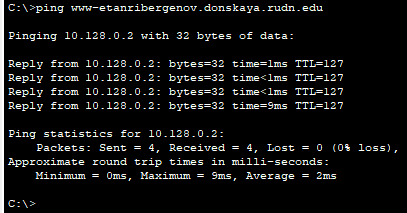 C:\>ping www-etanribergenov.donskaya.rudn.edu
Pinging 10.128.0.2 with 32 bytes of data:
Reply from 10.128.0.2: bytes=32 time=1ms TTL=127
Reply from 10.128.0.2: bytes=32 time<1ms TTL=127
Reply from 10.128.0.2: bytes=32 time<1ms TTL=127
Reply from 10.128.0.2: bytes=32 time=9ms TTL=127
Ping statistics for 10.128.0.2:
Packets: Sent = 4, Received = 4, Lost = 0 (0% loss),
Approximate round trip times in milli-seconds:
Minimum = 0ms, Maximum = 9ms, Average = 2ms
C:\>